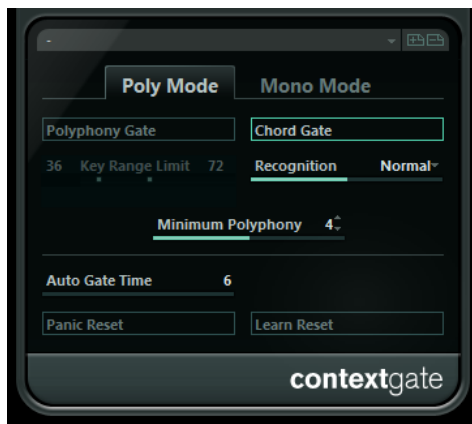 -
Poly Mode Mono Mode
Polyphony Gate Chord Gate
36 Key Range Limit 72 Recognition Normal
Minimum Polyphony 4
Auto Gate Time 6
Panic Reset Learn Reset
contextgate